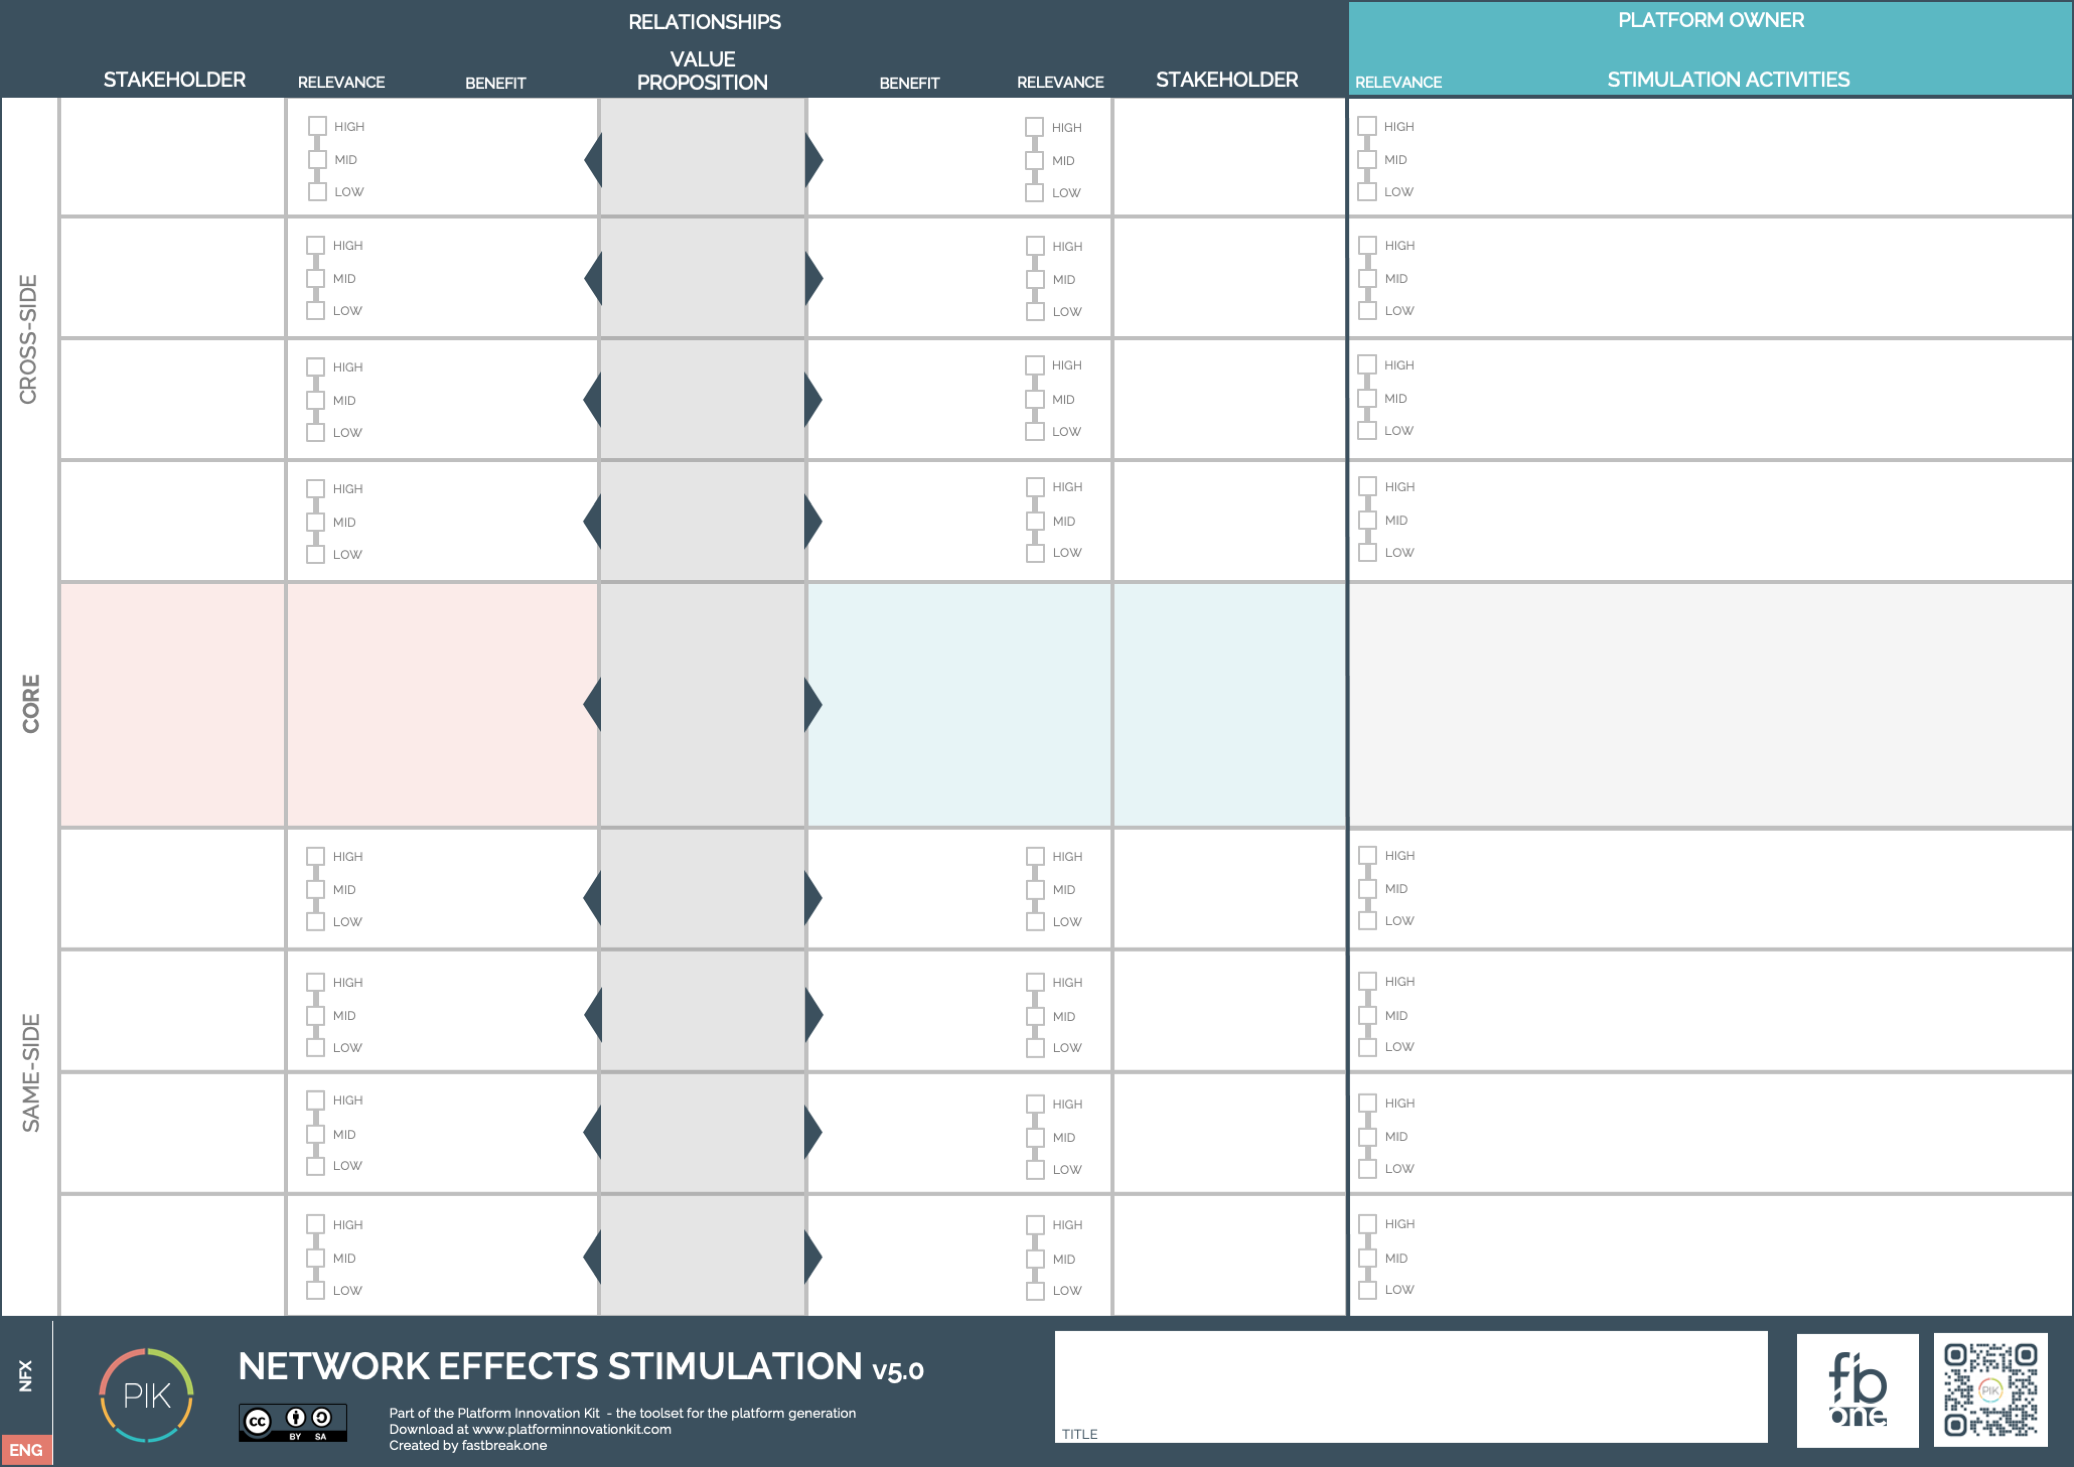 RELATIONSHIPS
PLATFORM OWNER
STAKEHOLDER
RELEVANCE
BENEFIT
VALUE
PROPOSITION
BENEFIT
RELEVANCE
STAKEHOLDER
RELEVANCE
STIMULATION ACTIVITIES
CROSS-SIDE
HIGH HIGH HIGH
MID MID MID
LOW LOW LOW
HIGH HIGH HIGH
MID MID MID
LOW LOW LOW
HIGH HIGH HIGH
MID MID MID
LOW LOW LOW
HIGH HIGH HIGH
MID MID MID
LOW LOW LOW
CORE
SAME-SIDE
HIGH HIGH HIGH
MID MID MID
LOW LOW LOW
HIGH HIGH HIGH
MID MID MID
LOW LOW LOW
HIGH HIGH HIGH
MID MID MID
LOW LOW LOW
HIGH HIGH HIGH
MID MID MID
LOW LOW LOW
NFX
ENG
PIK
NETWORK EFFECTS STIMULATION v5.0
cc
BY SA
Part of the Platform Innovation Kit - the toolset for the platform generation
Download at www.platforminnovationkit.com
Created by fastbreak.one
TITLE
fb
one
PIK